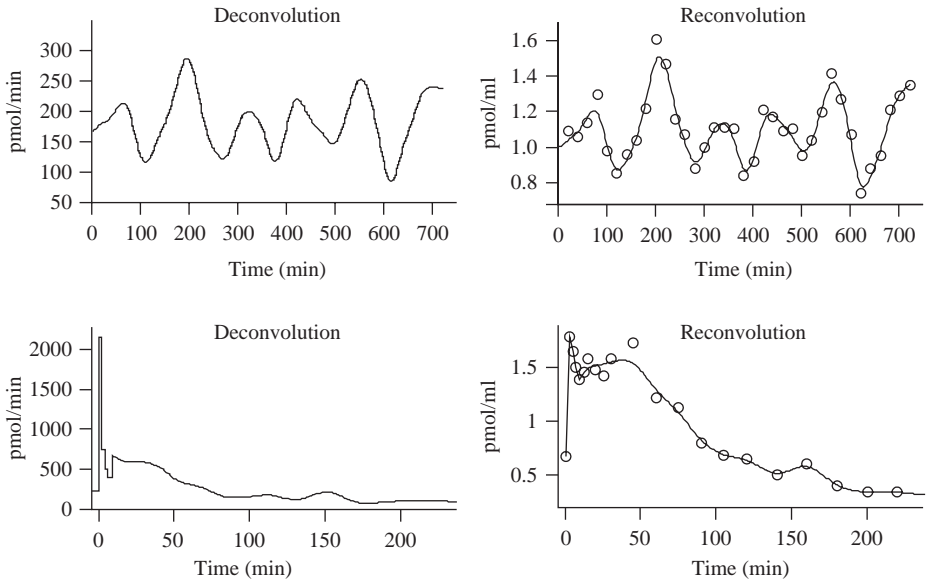 Deconvolution
pmol/min
300
250
200
150
100
50
0 100 200 300 400 500 600 700
Time (min)
Reconvolution
pmol/ml
1.6
1.4
1.2
1.0
0.8
0 100 200 300 400 500 600 700
Time (min)
Deconvolution
pmol/min
2000
1500
1000
500
0
0 50 100 150 200
Time (min)
Reconvolution
pmol/ml
1.5
1
0.5
0 50 100 150 200
Time (min)